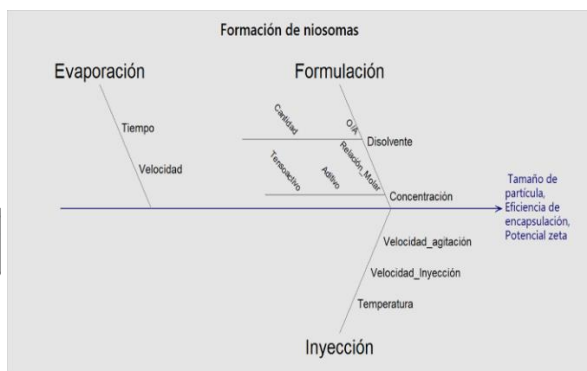 Formación de niosomas
Evaporación
Formulación
Tiempo
Velocidad
Cantidad
O/A
Disolvente
Tensoactivo
Aditivo
Relación_Molar
Concentración
Tamaño de
partícula,
Eficiencia de
encapsulación,
Potencial zeta
Velocidad_agitación
Velocidad_Inyección
Temperatura
Inyección